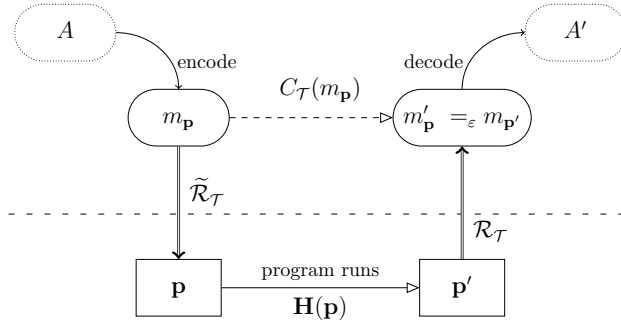 A A′
encode decode
C_𝒯(m_𝐩)
m_𝐩 m′_𝐩 =_ε m_𝐩′
ℛ̃_𝒯
ℛ_𝒯
program runs
𝐩 𝐩′
𝐇(𝐩)